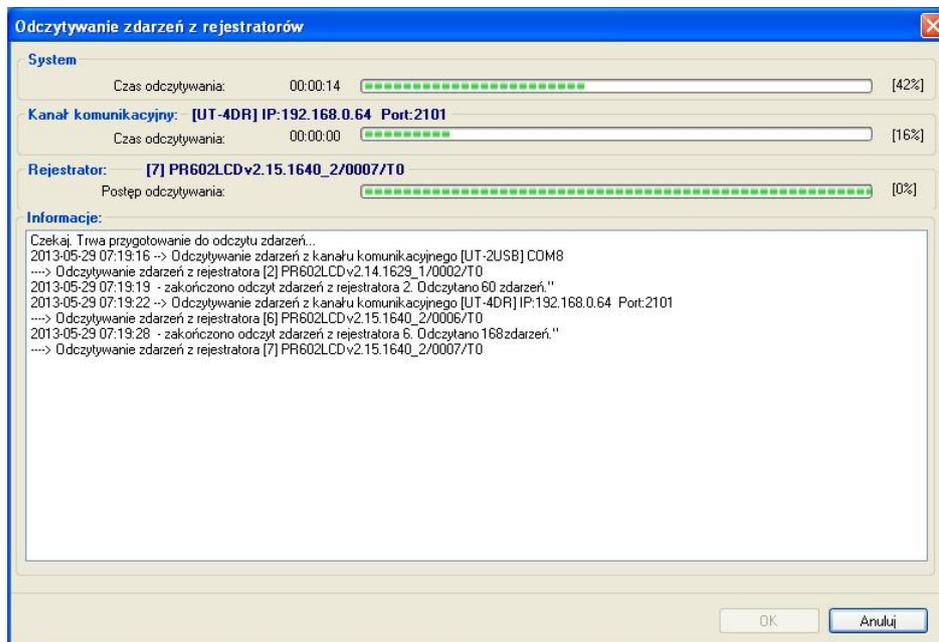 Odczytywanie zdarzeń z rejestratorów
System
Czas odczytywania: 00:00:14 [42%]
Kanał komunikacyjny: [UT-4DR] IP:192.168.0.64 Port:2101
Czas odczytywania: 00:00:00 [16%]
Rejestrator: [7] PR602LCDv2.15.1640_2/0007/T0
Postęp odczytywania: [0%]
Informacje:
Czekaj. Trwa przygotowanie do odczytu zdarzeń...
2013-05-29 07:19:16 --> Odczytywanie zdarzeń z kanału komunikacyjnego [UT-2USB] COM8
----> Odczytywanie zdarzeń z rejestratora [2] PR602LCDv2.14.1629_1/0002/T0
2013-05-29 07:19:19 - zakończono odczyt zdarzeń z rejestratora 2. Odczytano 60 zdarzeń."
2013-05-29 07:19:22 --> Odczytywanie zdarzeń z kanału komunikacyjnego [UT-4DR] IP:192.168.0.64 Port:2101
----> Odczytywanie zdarzeń z rejestratora [6] PR602LCDv2.15.1640_2/0006/T0
2013-05-29 07:19:28 - zakończono odczyt zdarzeń z rejestratora 6. Odczytano 168zdarzeń."
----> Odczytywanie zdarzeń z rejestratora [7] PR602LCDv2.15.1640_2/0007/T0
OK Anuluj